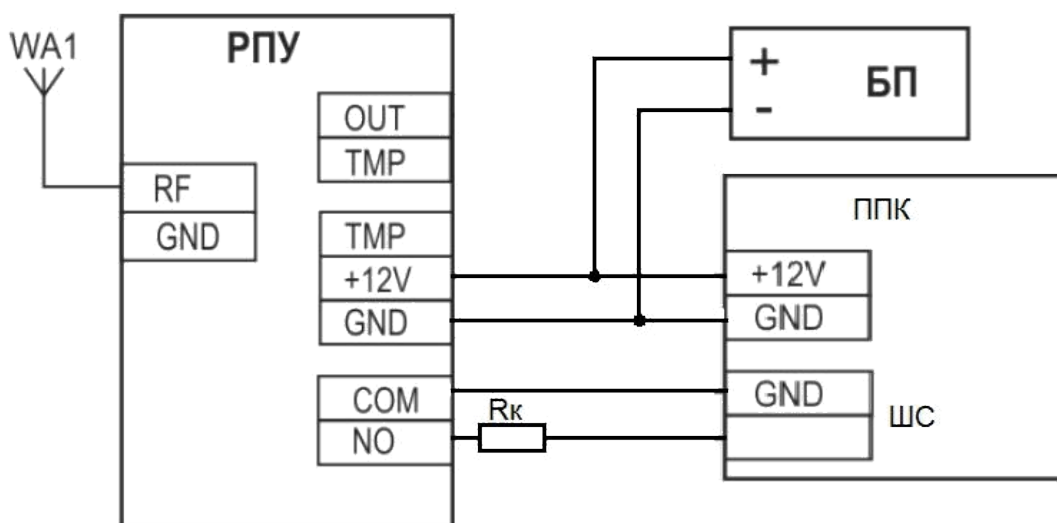 WA1
РПУ
OUT
TMP
RF
GND
TMP
+12V
GND
COM
NO
Rк
+
-
БП
ППК
+12V
GND
GND
ШС